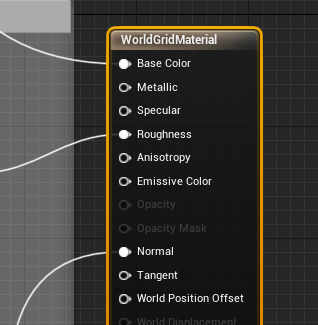 WorldGridMaterial
Base Color
Metallic
Specular
Roughness
Anisotropy
Emissive Color
Opacity
Opacity Mask
Normal
Tangent
World Position Offset
World Displacement